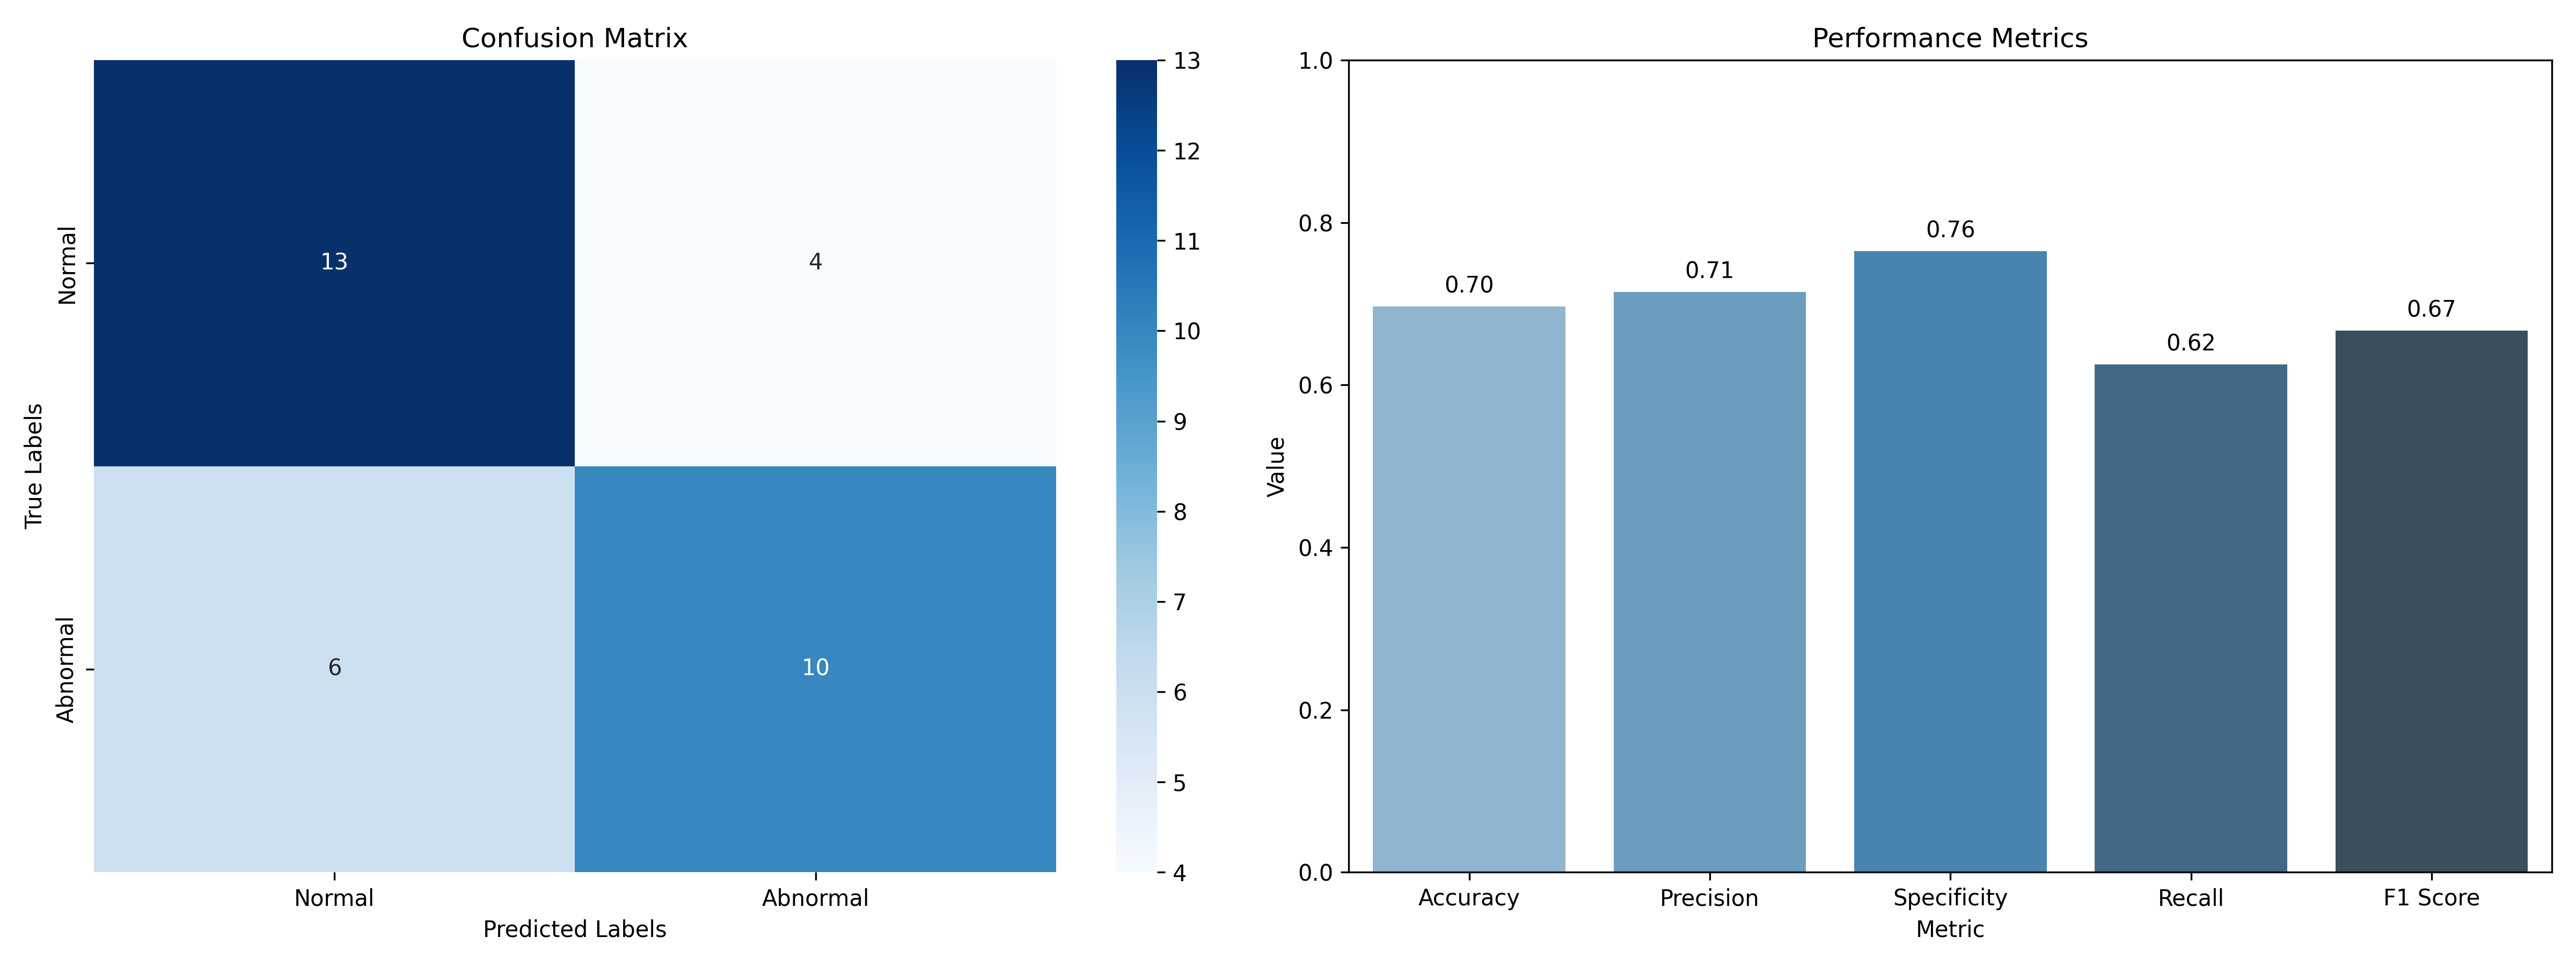 Confusion Matrix
True Labels
Normal
Abnormal
13
4
6
10
Normal
Abnormal
Predicted Labels
13
12
11
10
9
8
7
6
5
4
Performance Metrics
Value
1.0
0.8
0.6
0.4
0.2
0.0
0.70
0.71
0.76
0.62
0.67
Accuracy
Precision
Specificity
Recall
F1 Score
Metric